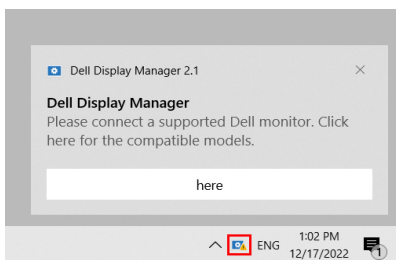 Dell Display Manager 2.1
Dell Display Manager
Please connect a supported Dell monitor. Click
here for the compatible models.
here
ENG
1:02 PM
12/17/2022
1